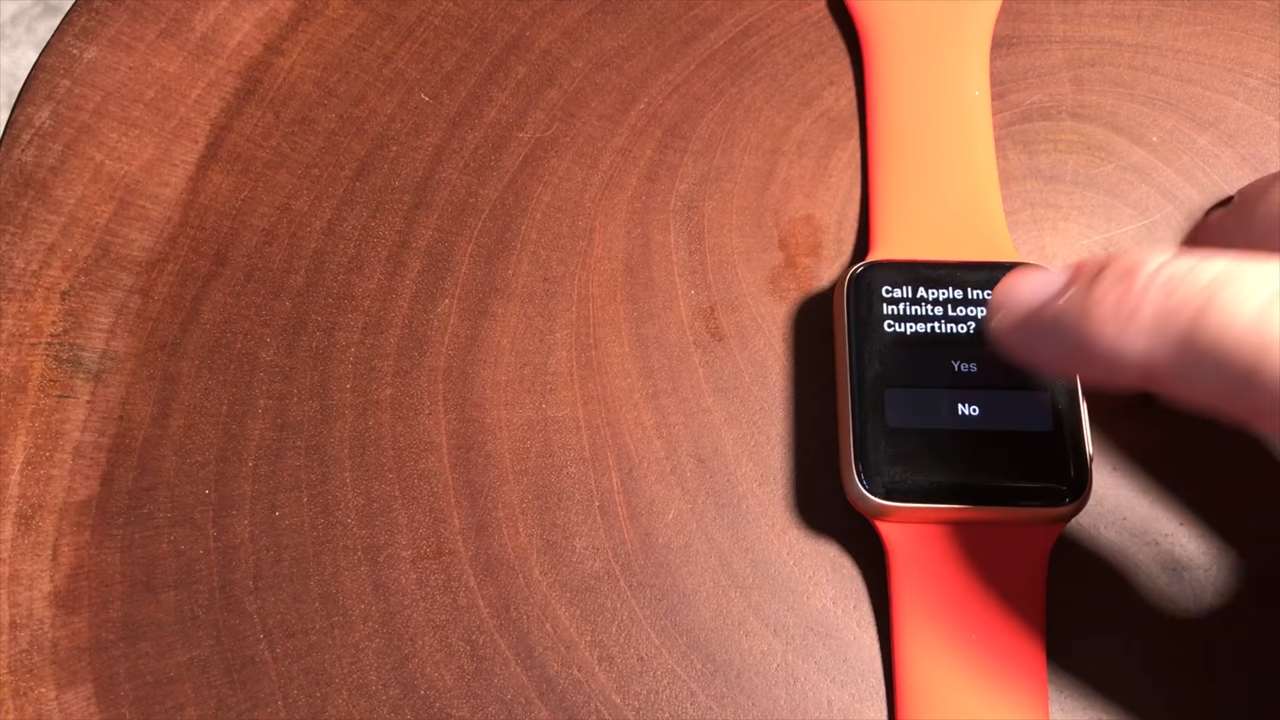 Call Apple Inc
Infinite Loop
Cupertino?
Yes
No